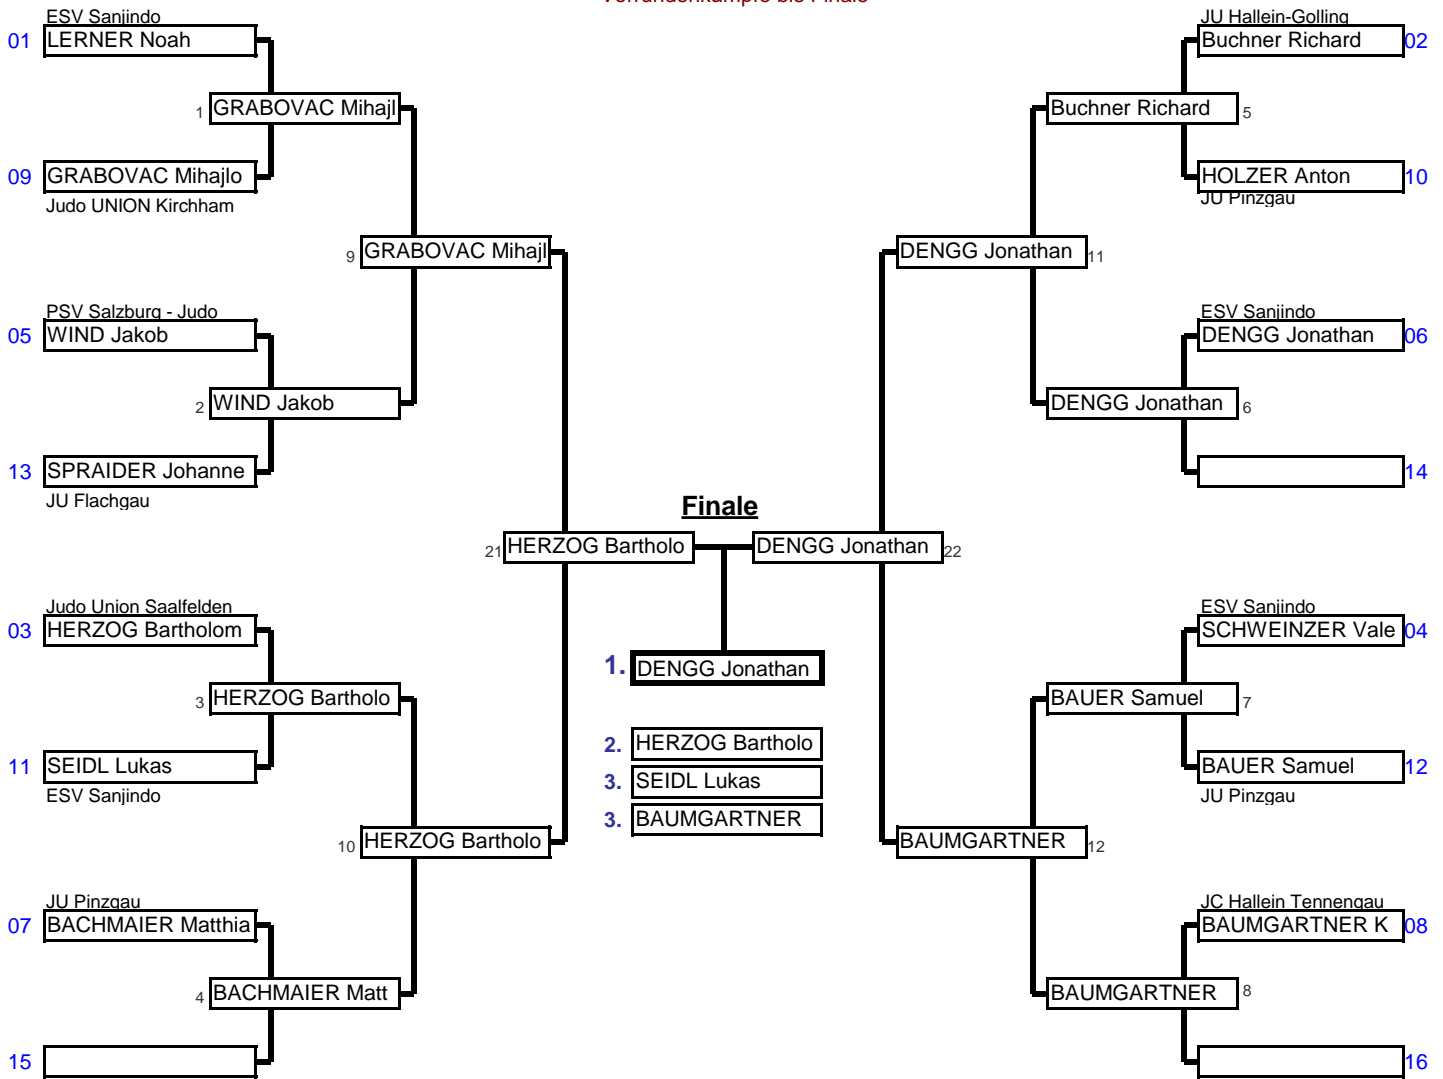 Vorrundenkämpfe bis Finale
ESV Sanjindo
01 LERNER Noah
1 GRABOVAC Mihajl
09 GRABOVAC Mihajlo
Judo UNION Kirchham
9 GRABOVAC Mihajl
PSV Salzburg - Judo
05 WIND Jakob
2 WIND Jakob
13 SPRAIDER Johanne
JU Flachgau
21 HERZOG Bartholo
Judo Union Saalfelden
03 HERZOG Bartholom
3 HERZOG Bartholo
11 SEIDL Lukas
ESV Sanjindo
10 HERZOG Bartholo
JU Pinzgau
07 BACHMAIER Matthia
4 BACHMAIER Matt
15
Finale
1. DENGG Jonathan
2. HERZOG Bartholo
3. SEIDL Lukas
3. BAUMGARTNER
JU Hallein-Golling
Buchner Richard 02
Buchner Richard 5
HOLZER Anton 10
JU Pinzgau
DENGG Jonathan 11
ESV Sanjindo
DENGG Jonathan 06
DENGG Jonathan 6
14
DENGG Jonathan 22
ESV Sanjindo
SCHWEINZER Vale 04
BAUER Samuel 7
BAUER Samuel 12
JU Pinzgau
BAUMGARTNER 12
JC Hallein Tennengau
BAUMGARTNER K 08
BAUMGARTNER 8
16